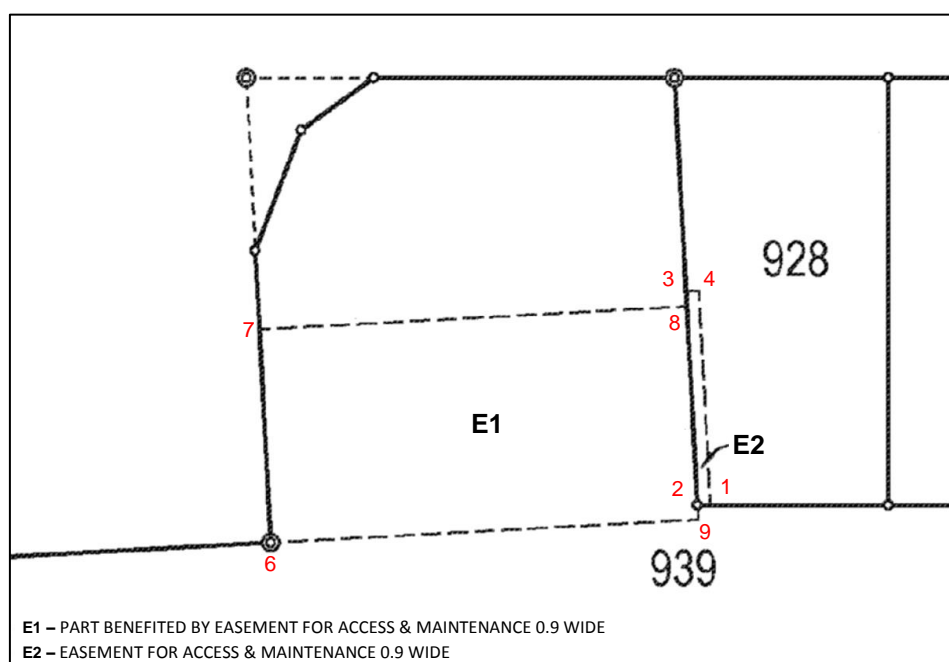 928
3 4
7
8
E1
E2
2 1
9
6
939
E1 – PART BENEFITED BY EASEMENT FOR ACCESS & MAINTENANCE 0.9 WIDE
E2 – EASEMENT FOR ACCESS & MAINTENANCE 0.9 WIDE